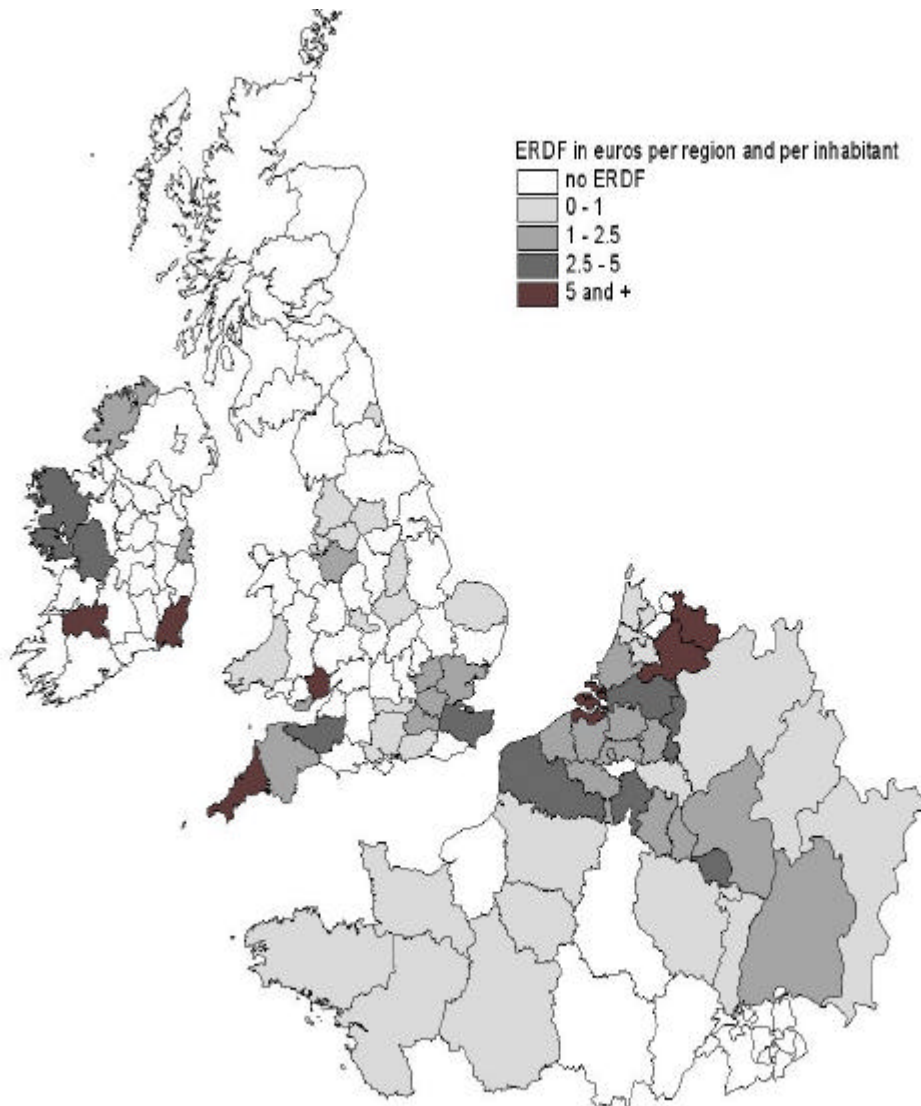 ERDF in euros per region and per inhabitant
no ERDF
0 - 1
1 - 2.5
2.5 - 5
5 and +